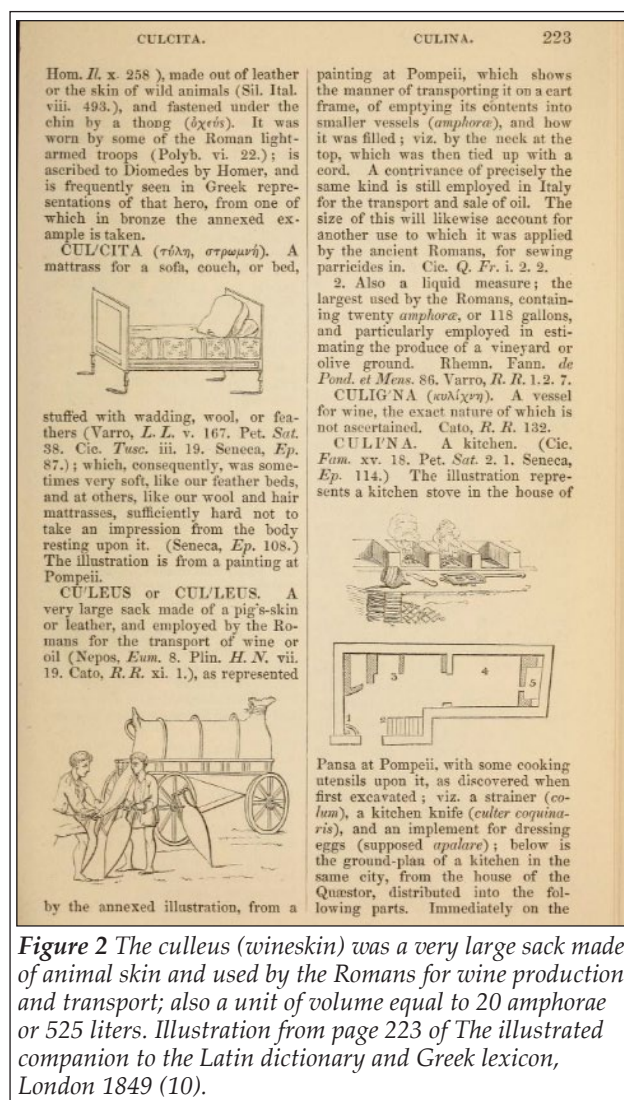 CULCITA.
CULINA. 223
Hom. Il. x. 258 ), made out of leather
or the skin of wild animals (Sil. Ital.
viii. 493.), and fastened under the
chin by a thong (ὀχεύς). It was
worn by some of the Roman light-
armed troops (Polyb. vi. 22.); is
ascribed to Diomedes by Homer, and
is frequently seen in Greek repre-
sentations of that hero, from one of
which in bronze the annexed ex-
ample is taken.
CUL'CITA (τύλη, στρωμνή). A
mattrass for a sofa, couch, or bed,
stuffed with wadding, wool, or fea-
thers (Varro, L. L. v. 167. Pet. Sat.
38. Cic. Tusc. iii. 19. Seneca, Ep.
87.); which, consequently, was some-
times very soft, like our feather beds,
and at others, like our wool and hair
mattrasses, sufficiently hard not to
take an impression from the body
resting upon it. (Seneca, Ep. 108.)
The illustration is from a painting at
Pompeii.
CU'LEUS or CUL'LEUS. A
very large sack made of a pig's-skin
or leather, and employed by the Ro-
mans for the transport of wine or
oil (Nepos, Eum. 8. Plin. H. N. vii.
19. Cato, R. R. xi. 1.), as represented
by the annexed illustration, from a
painting at Pompeii, which shows
the manner of transporting it on a cart
frame, of emptying its contents into
smaller vessels (amphoræ), and how
it was filled; viz. by the neck at the
top, which was then tied up with a
cord. A contrivance of precisely the
same kind is still employed in Italy
for the transport and sale of oil. The
size of this will likewise account for
another use to which it was applied
by the ancient Romans, for sewing
parricides in. Cic. Q. Fr. i. 2. 2.
2. Also a liquid measure; the
largest used by the Romans, contain-
ing twenty amphoræ, or 118 gallons,
and particularly employed in esti-
mating the produce of a vineyard or
olive ground. Rhemn. Fann. de
Pond. et Mens. 86. Varro, R. R. 1. 2. 7.
CULIG'NA (κυλίχνη). A vessel
for wine, the exact nature of which is
not ascertained. Cato, R. R. 132.
CULI'NA. A kitchen. (Cic.
Fam. xv. 18. Pet. Sat. 2. 1. Seneca,
Ep. 114.) The illustration repre-
sents a kitchen stove in the house of
3 4 5
1 2
Pansa at Pompeii, with some cooking
utensils upon it, as discovered when
first excavated; viz. a strainer (co-
lum), a kitchen knife (culter coquina-
ris), and an implement for dressing
eggs (supposed apalare); below is
the ground-plan of a kitchen in the
same city, from the house of the
Quæstor, distributed into the fol-
lowing parts. Immediately on the
Figure 2 The culleus (wineskin) was a very large sack made
of animal skin and used by the Romans for wine production
and transport; also a unit of volume equal to 20 amphorae
or 525 liters. Illustration from page 223 of The illustrated
companion to the Latin dictionary and Greek lexicon,
London 1849 (10).